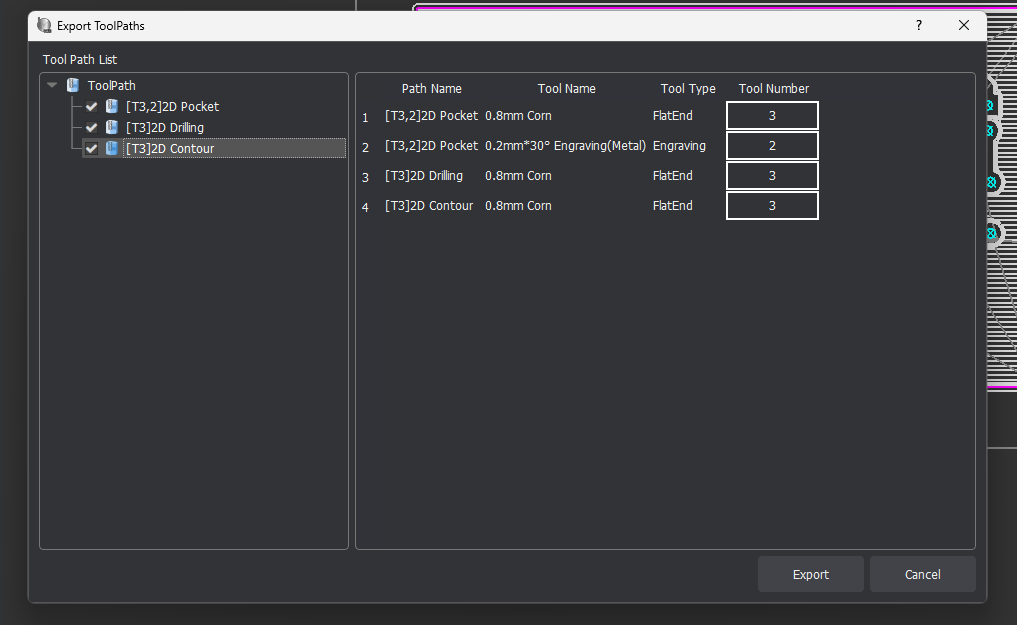 Export ToolPaths ?
Tool Path List
ToolPath
[T3,2]2D Pocket
[T3]2D Drilling
[T3]2D Contour
Path Name Tool Name Tool Type Tool Number
1 [T3,2]2D Pocket 0.8mm Corn FlatEnd 3
2 [T3,2]2D Pocket 0.2mm*30° Engraving(Metal) Engraving 2
3 [T3]2D Drilling 0.8mm Corn FlatEnd 3
4 [T3]2D Contour 0.8mm Corn FlatEnd 3
Export Cancel